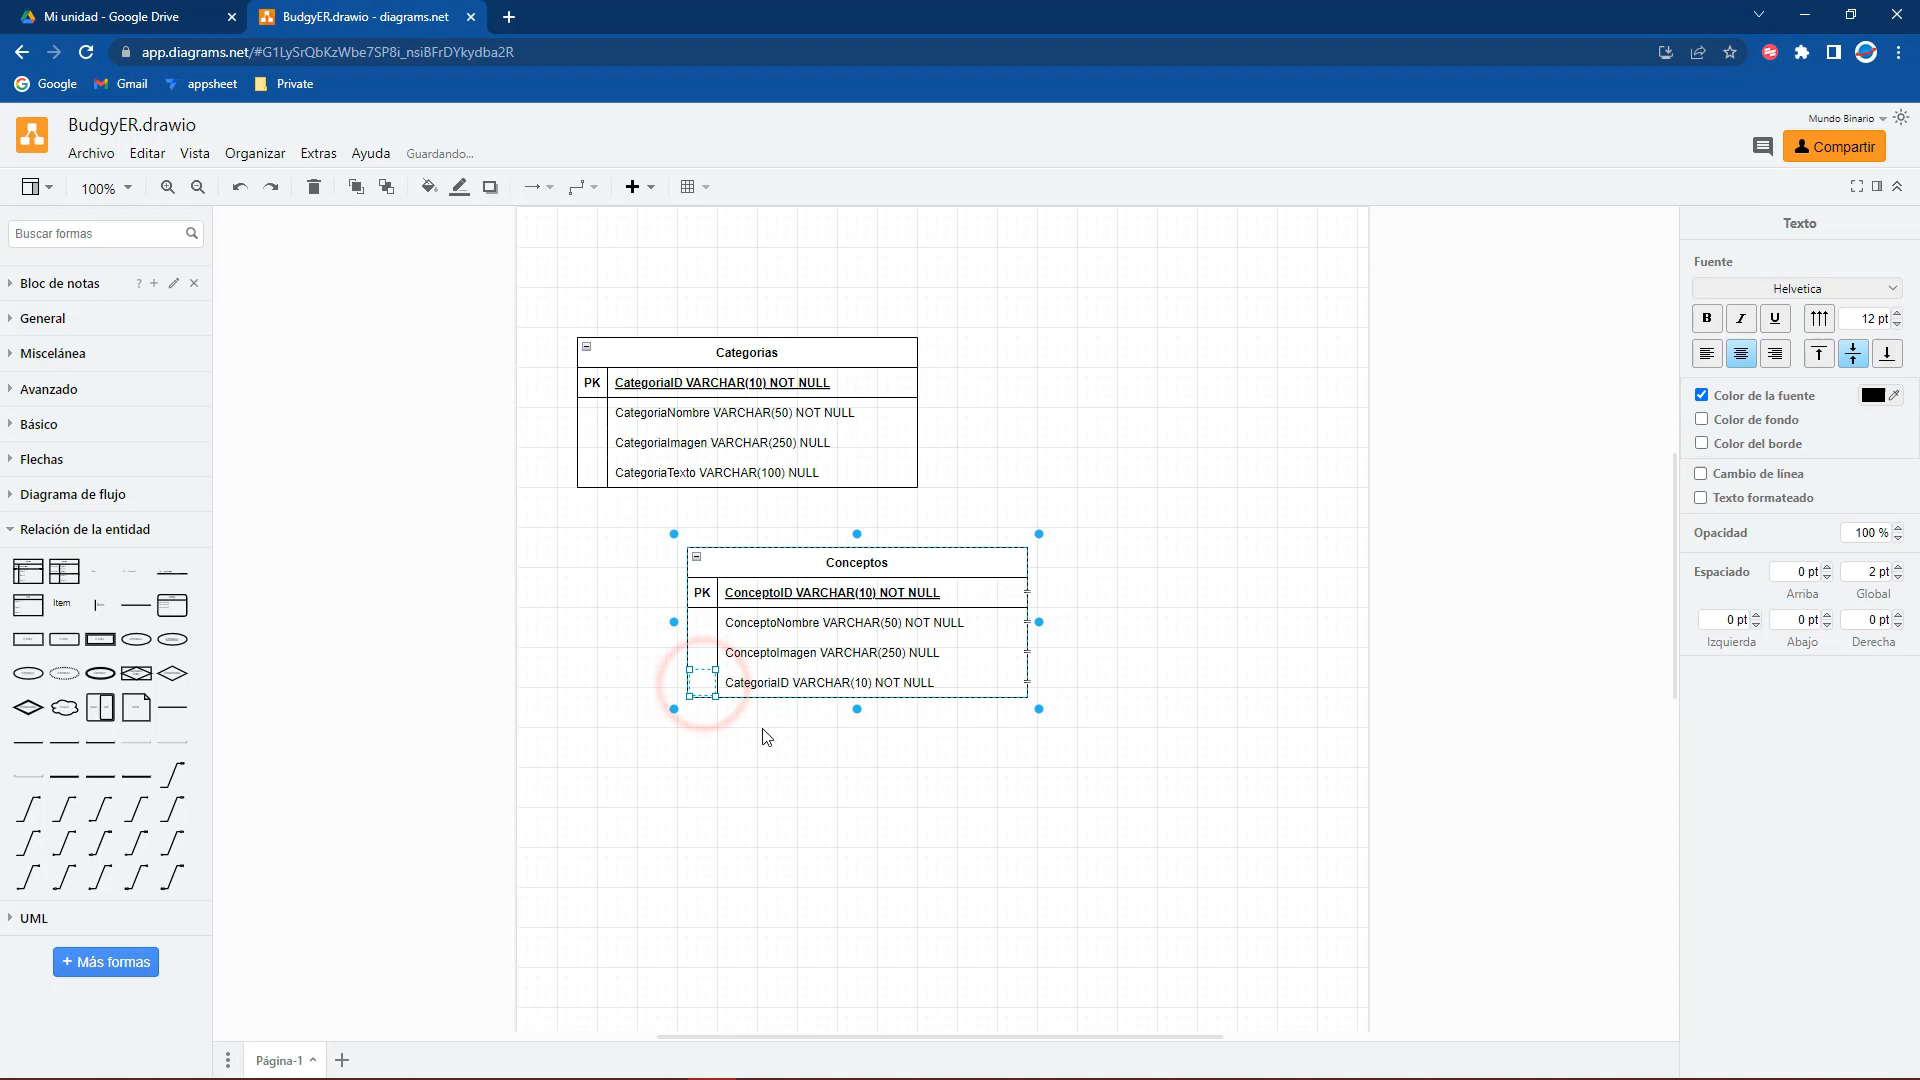 Mi unidad - Google Drive
BudgyER.drawio - diagrams.net
app.diagrams.net/#G1LySrQbKzWbe7SP8i_nsiBFrDYkydba2R
Google
Gmail
appsheet
Private
BudgyER.drawio
Mundo Binario
Archivo
Editar
Vista
Organizar
Extras
Ayuda
Guardando...
Compartir
100%
Buscar formas
Bloc de notas
?
General
Miscelánea
Avanzado
Básico
Flechas
Diagrama de flujo
Relación de la entidad
Item
UML
+ Más formas
Categorias
PK
CategoriaID VARCHAR(10) NOT NULL
CategoriaNombre VARCHAR(50) NOT NULL
CategoriaImagen VARCHAR(250) NULL
CategoriaTexto VARCHAR(100) NULL
Conceptos
PK
ConceptoID VARCHAR(10) NOT NULL
ConceptoNombre VARCHAR(50) NOT NULL
ConceptoImagen VARCHAR(250) NULL
CategoriaID VARCHAR(10) NOT NULL
Texto
Fuente
Helvetica
B
I
U
12 pt
Color de la fuente
Color de fondo
Color del borde
Cambio de línea
Texto formateado
Opacidad
100 %
Espaciado
0 pt
2 pt
Arriba
Global
0 pt
0 pt
0 pt
Izquierda
Abajo
Derecha
Página-1